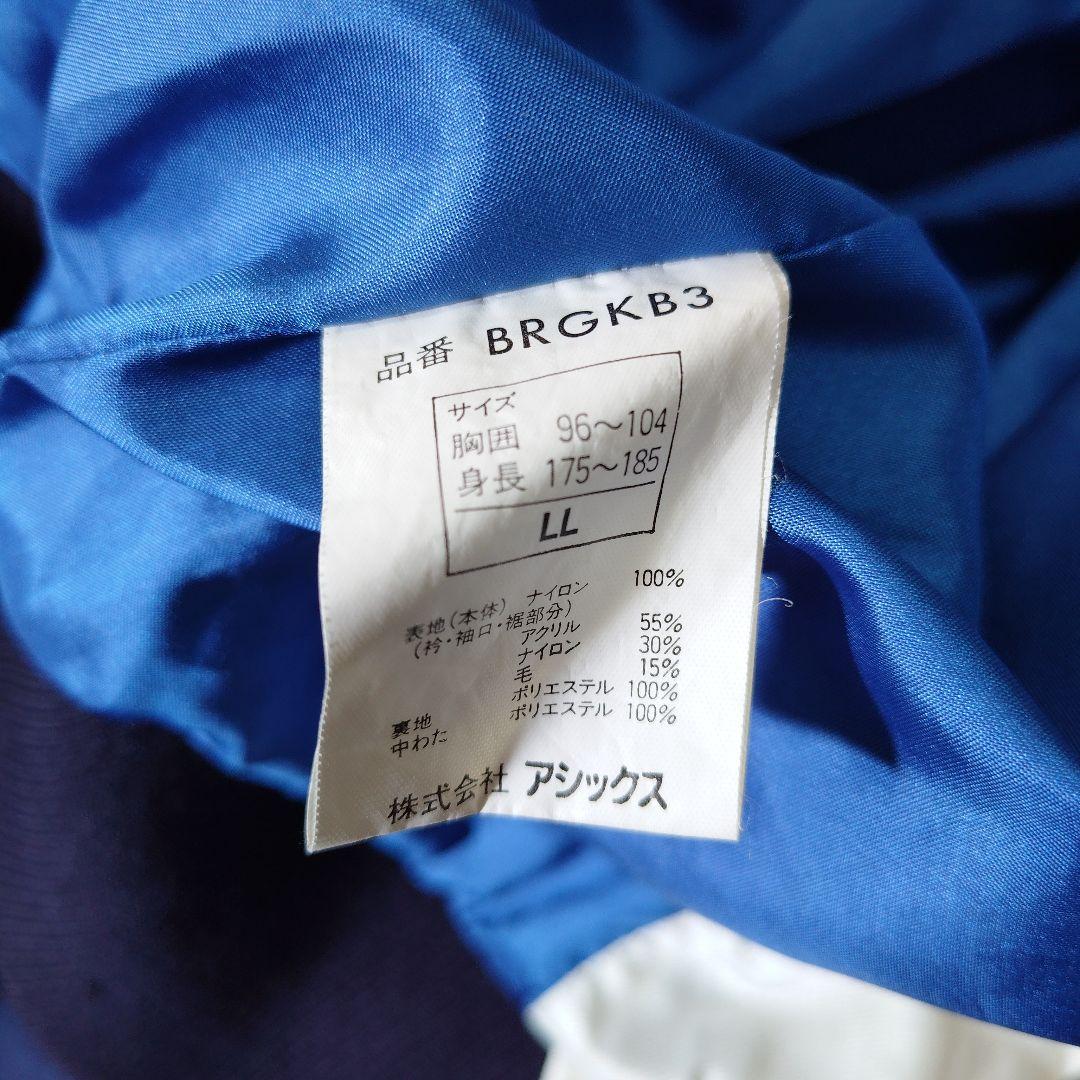 品番 BRGKB3
サイズ
胸囲 96～104
身長 175～185
LL
表地(本体) ナイロン 100%
(衿・袖口・裾部分)
アクリル 55%
ナイロン 30%
毛 15%
裏地 ポリエステル 100%
中わた ポリエステル 100%
株式会社 アシックス